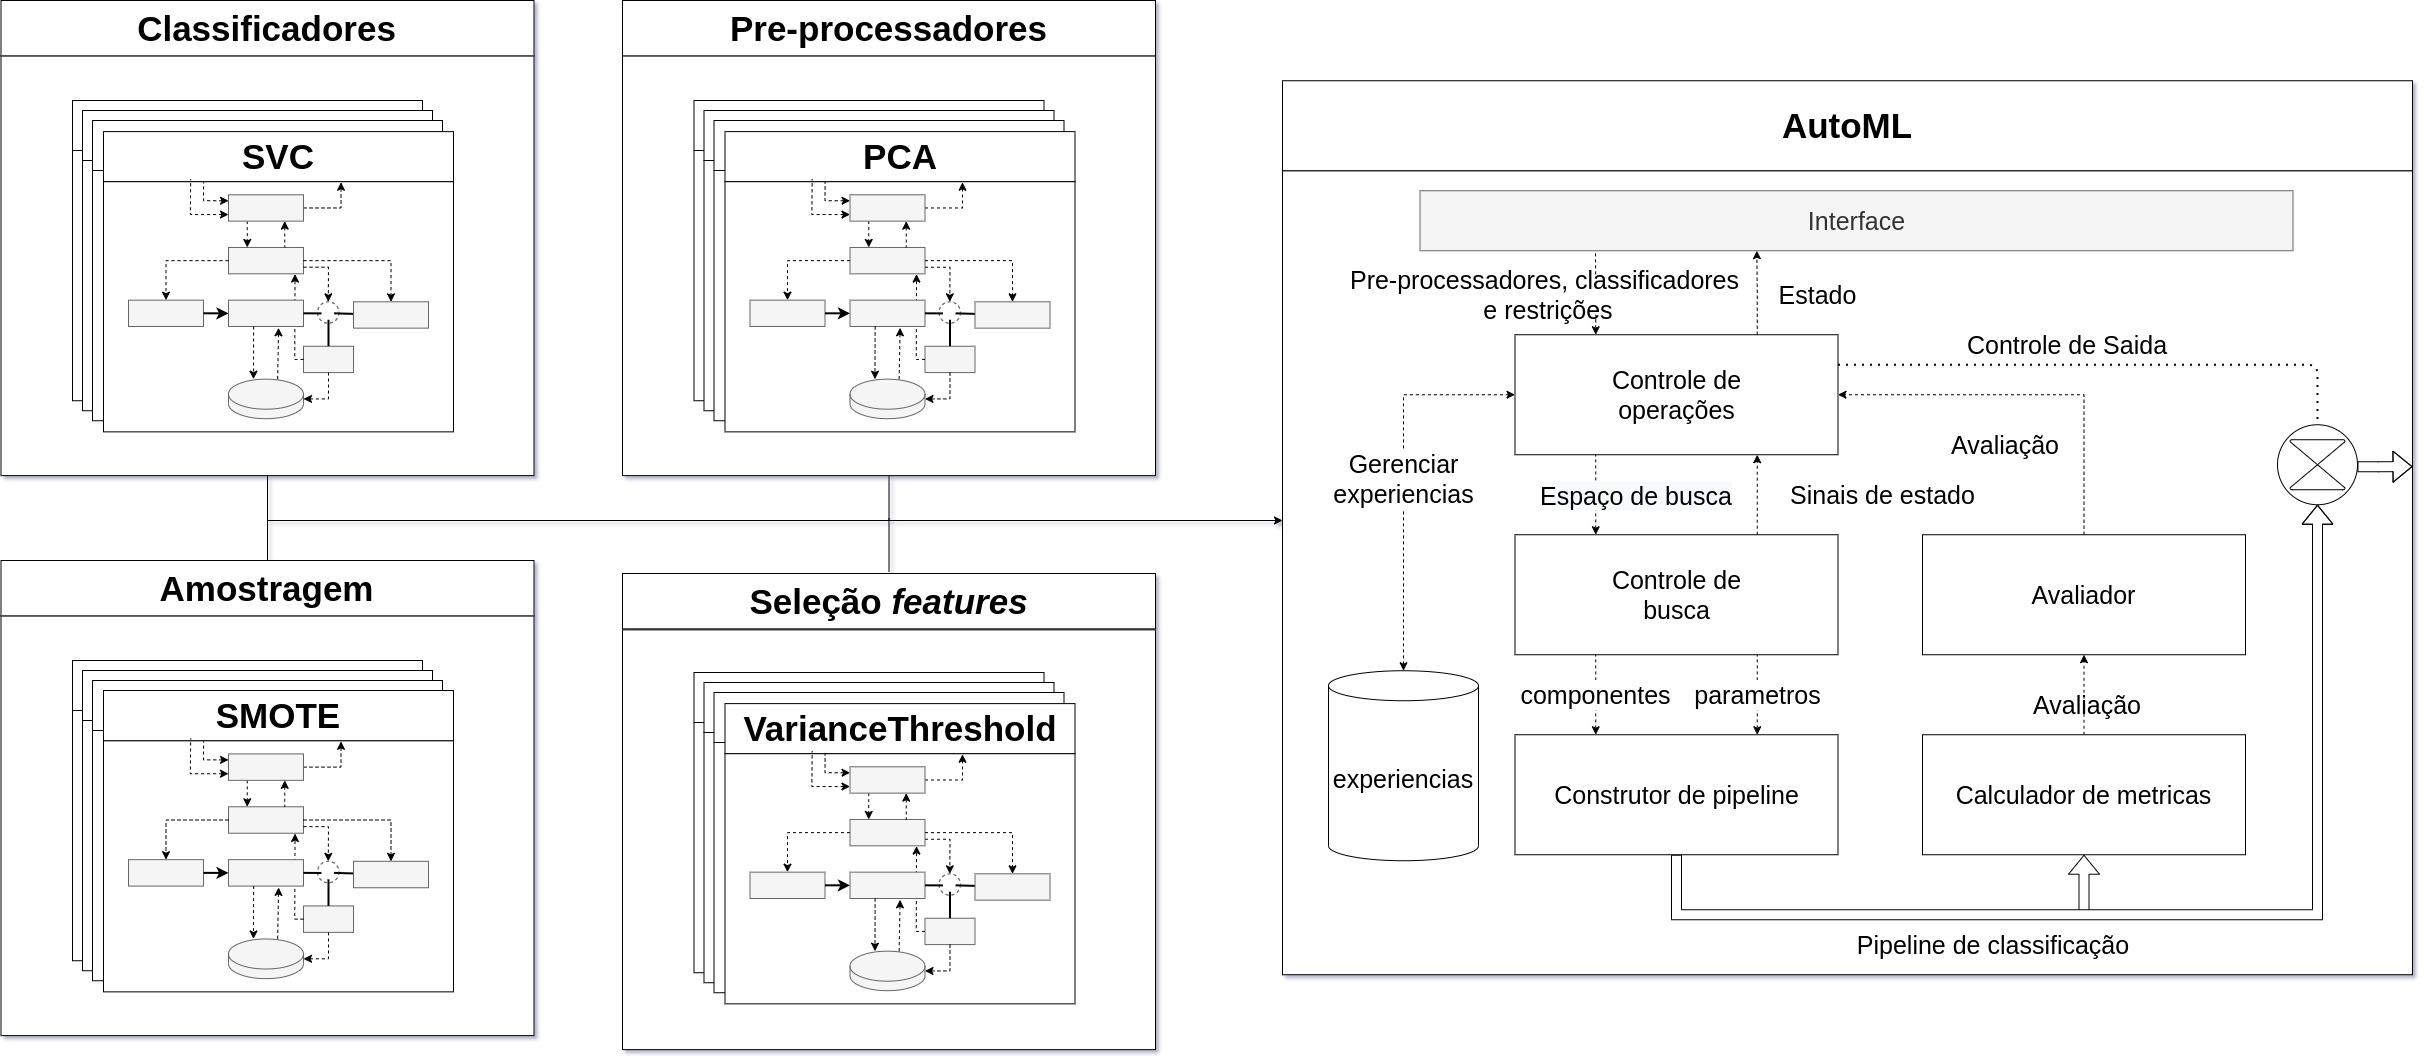 Classificadores
SVC
Pre-processadores
PCA
Amostragem
SMOTE
Seleção features
VarianceThreshold
AutoML
Interface
Pre-processadores, classificadores
e restrições
Estado
Controle de Saida
Controle de
operações
Gerenciar
experiencias
Avaliação
Espaço de busca
Sinais de estado
Controle de
busca
Avaliador
componentes
parametros
Avaliação
experiencias
Construtor de pipeline
Calculador de metricas
Pipeline de classificação